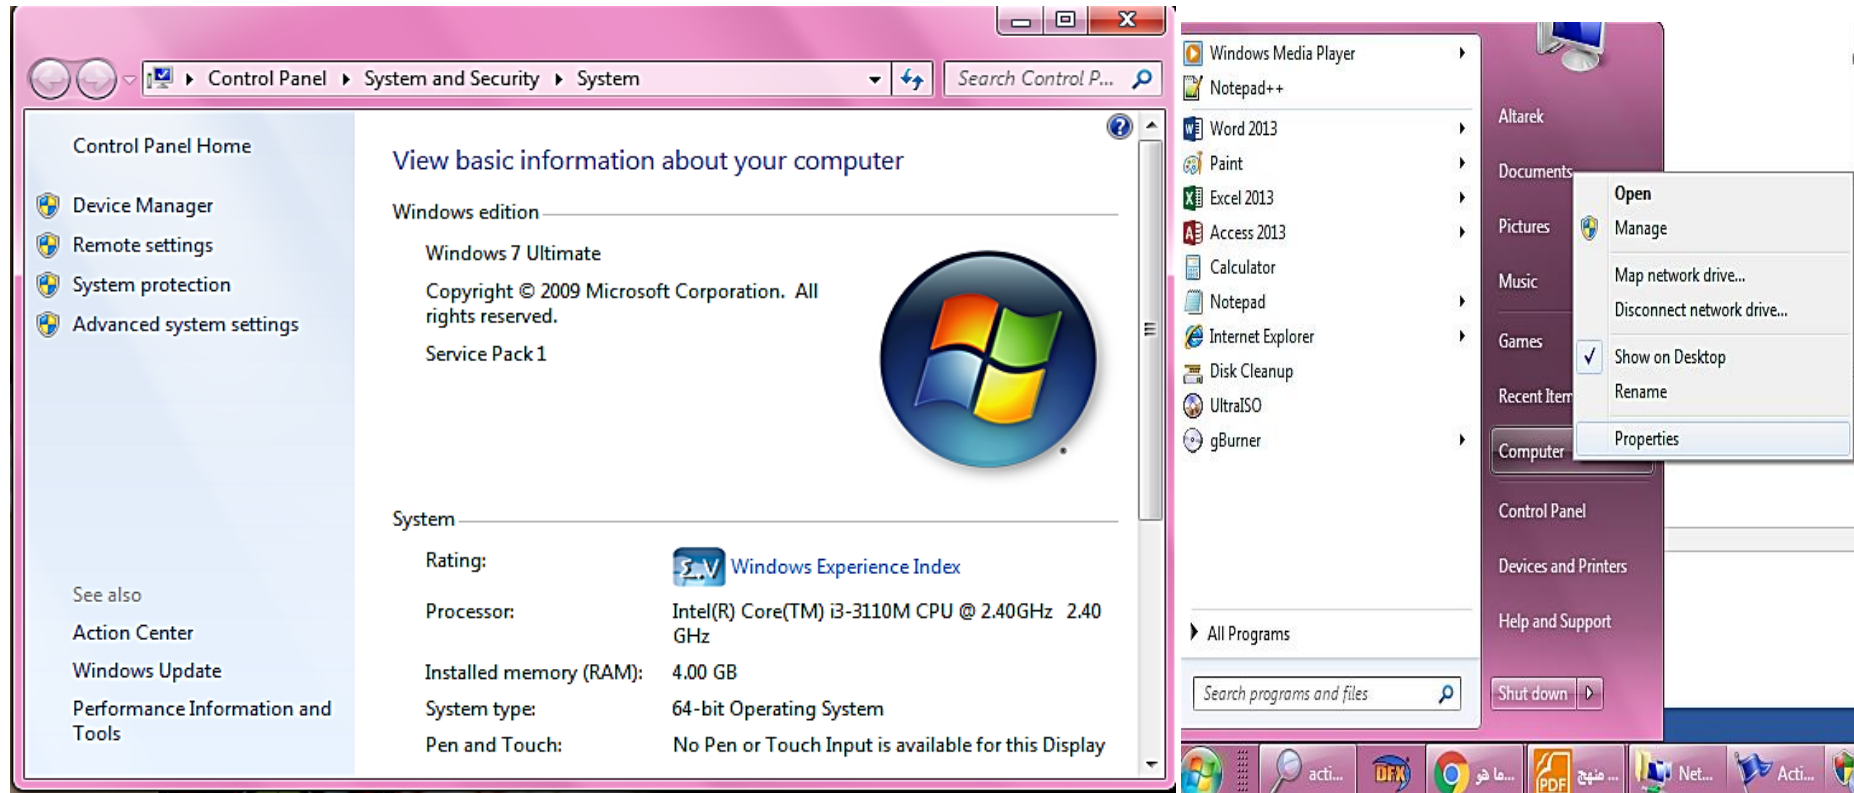 Control Panel
System and Security
System
Search Control P...
Control Panel Home
Device Manager
Remote settings
System protection
Advanced system settings
See also
Action Center
Windows Update
Performance Information and
Tools
View basic information about your computer
Windows edition
Windows 7 Ultimate
Copyright © 2009 Microsoft Corporation. All
rights reserved.
Service Pack 1
System
Rating:
Windows Experience Index
Processor:
Intel(R) Core(TM) i3-3110M CPU @ 2.40GHz 2.40
GHz
Installed memory (RAM):
4.00 GB
System type:
64-bit Operating System
Pen and Touch:
No Pen or Touch Input is available for this Display
Windows Media Player
Notepad++
Word 2013
Paint
Excel 2013
Access 2013
Calculator
Notepad
Internet Explorer
Disk Cleanup
UltraISO
gBurner
All Programs
Search programs and files
Altarek
Documents
Pictures
Music
Games
Recent Item
Computer
Control Panel
Devices and Printers
Help and Support
Shut down
Open
Manage
Map network drive...
Disconnect network drive...
Show on Desktop
Rename
Properties
acti...
DFX
ما هو...
PDF
منهج ...
Net...
Acti...